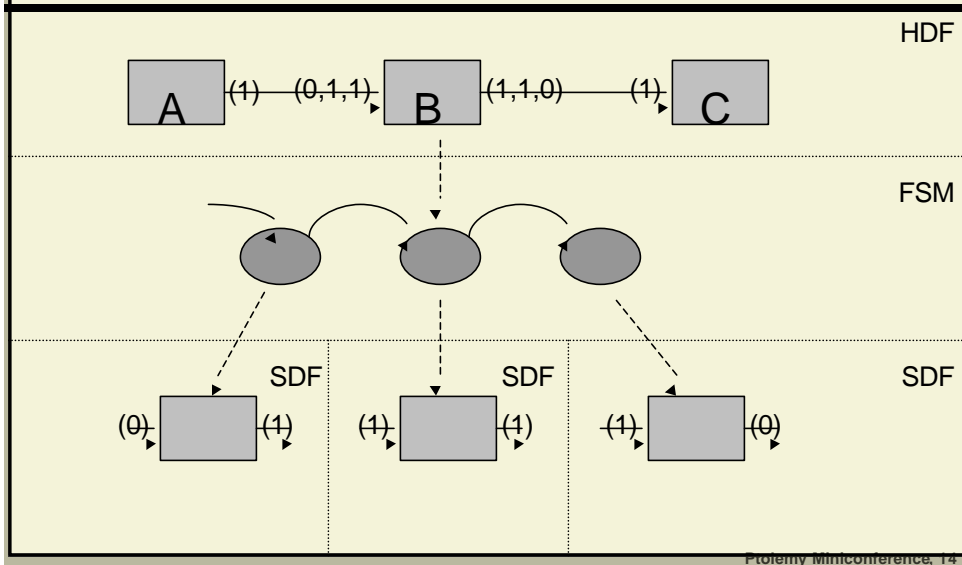 HDF
A (1) (0,1,1) B (1,1,0) (1) C
FSM
SDF SDF SDF
(0) (1) (1) (1) (1) (0)
Ptolemy Miniconference, 14